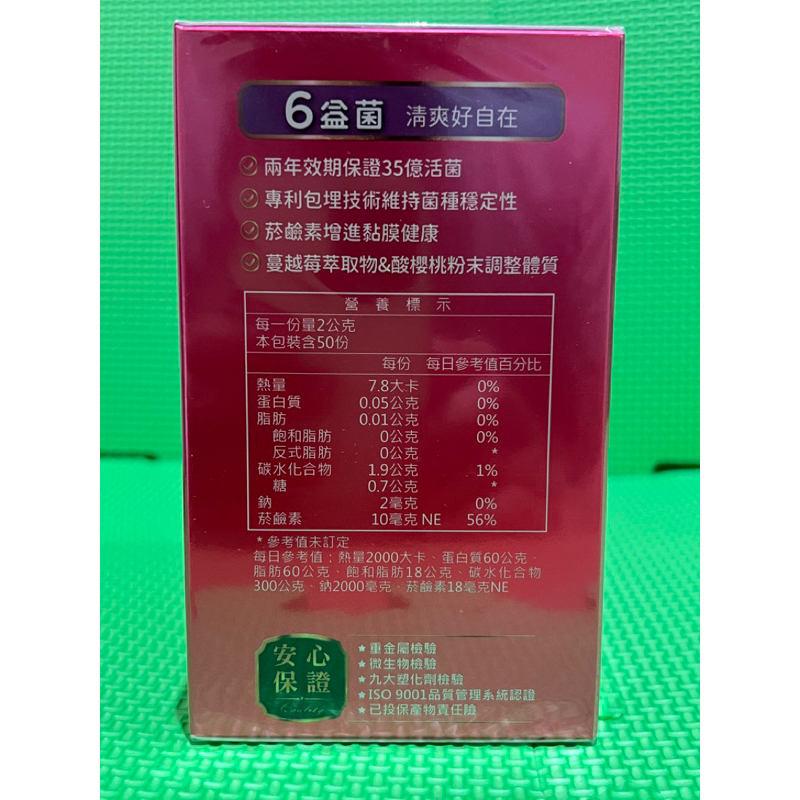 6益菌 清爽好自在
兩年效期保證35億活菌
專利包埋技術維持菌種穩定性
菸鹼素增進黏膜健康
蔓越莓萃取物&酸櫻桃粉末調整體質
營養標示
每一份量2公克
本包裝含50份
每份 每日參考值百分比
熱量 7.8大卡 0%
蛋白質 0.05公克 0%
脂肪 0.01公克 0%
飽和脂肪 0公克 0%
反式脂肪 0公克 *
碳水化合物 1.9公克 1%
糖 0.7公克 *
鈉 2毫克 0%
菸鹼素 10毫克 NE 56%
* 參考值未訂定
每日參考值：熱量2000大卡、蛋白質60公克、
脂肪60公克、飽和脂肪18公克、碳水化合物
300公克、鈉2000毫克、菸鹼素18毫克NE
安心
保證
Quality
★重金屬檢驗
★微生物檢驗
★九大塑化劑檢驗
★ISO 9001品質管理系統認證
★已投保產物責任險